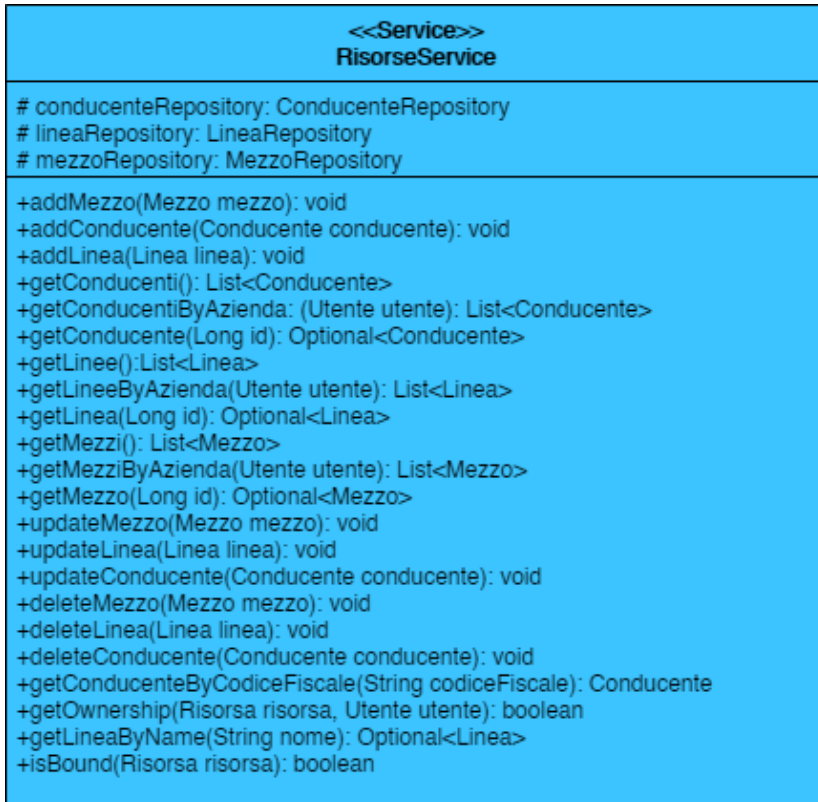 <<Service>>
RisorseService
# conducenteRepository: ConducenteRepository
# lineaRepository: LineaRepository
# mezzoRepository: MezzoRepository
+addMezzo(Mezzo mezzo): void
+addConducente(Conducente conducente): void
+addLinea(Linea linea): void
+getConducenti(): List<Conducente>
+getConducentiByAzienda: (Utente utente): List<Conducente>
+getConducente(Long id): Optional<Conducente>
+getLinee():List<Linea>
+getLineeByAzienda(Utente utente): List<Linea>
+getLinea(Long id): Optional<Linea>
+getMezzi(): List<Mezzo>
+getMezziByAzienda(Utente utente): List<Mezzo>
+getMezzo(Long id): Optional<Mezzo>
+updateMezzo(Mezzo mezzo): void
+updateLinea(Linea linea): void
+updateConducente(Conducente conducente): void
+deleteMezzo(Mezzo mezzo): void
+deleteLinea(Linea linea): void
+deleteConducente(Conducente conducente): void
+getConducenteByCodiceFiscale(String codiceFiscale): Conducente
+getOwnership(Risorsa risorsa, Utente utente): boolean
+getLineaByName(String nome): Optional<Linea>
+isBound(Risorsa risorsa): boolean